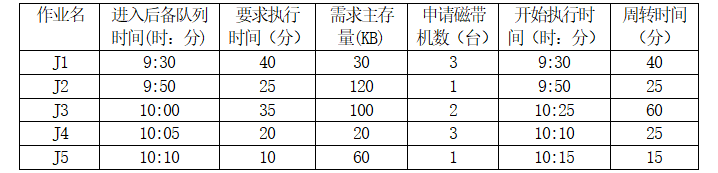 作业名 进入后备队列时间(时：分) 要求执行时间（分） 需求主存量(KB) 申请磁带机数（台） 开始执行时间（时：分） 周转时间（分）
J1 9:30 40 30 3 9:30 40
J2 9:50 25 120 1 9:50 25
J3 10:00 35 100 2 10:25 60
J4 10:05 20 20 3 10:10 25
J5 10:10 10 60 1 10:15 15